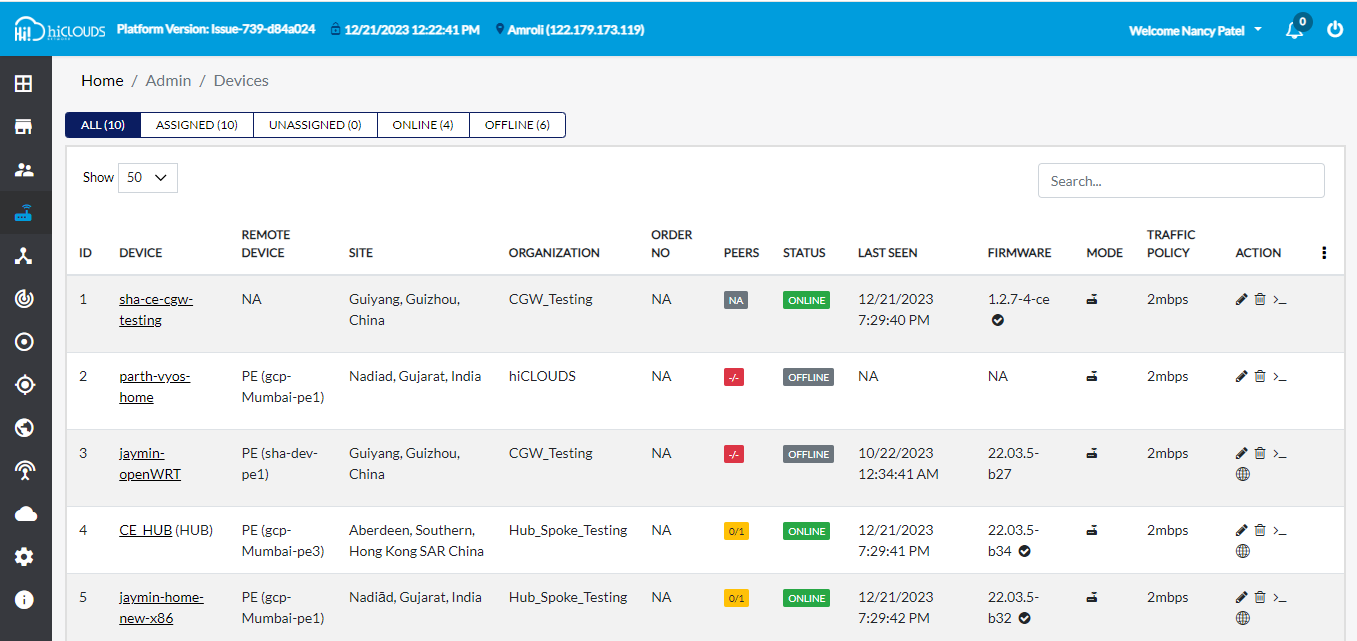 Hi! hiCLOUDS Platform Version: Issue-739-d84a024 12/21/2023 12:22:41 PM Amroli (122.179.173.119) Welcome Nancy Patel 0
Home / Admin / Devices
ALL (10) ASSIGNED (10) UNASSIGNED (0) ONLINE (4) OFFLINE (6)
Show 50 Search...
REMOTE ORDER TRAFFIC
ID DEVICE DEVICE SITE ORGANIZATION NO PEERS STATUS LAST SEEN FIRMWARE MODE POLICY ACTION
1 sha-ce-cgw- NA Guiyang, Guizhou, CGW_Testing NA NA ONLINE 12/21/2023 1.2.7-4-ce 2mbps
testing China 7:29:40 PM
2 parth-vyos- PE (gcp- Nadiad, Gujarat, India hiCLOUDS NA -/- OFFLINE NA NA 2mbps
home Mumbai-pe1)
3 jaymin- PE (sha-dev- Guiyang, Guizhou, CGW_Testing NA -/- OFFLINE 10/22/2023 22.03.5- 2mbps
openWRT pe1) China 12:34:41 AM b27
4 CE_HUB (HUB) PE (gcp- Aberdeen, Southern, Hub_Spoke_Testing NA 0/1 ONLINE 12/21/2023 22.03.5- 2mbps
Mumbai-pe3) Hong Kong SAR China 7:29:41 PM b34
5 jaymin-home- PE (gcp- Nadiād, Gujarat, India Hub_Spoke_Testing NA 0/1 ONLINE 12/21/2023 22.03.5- 2mbps
new-x86 Mumbai-pe1) 7:29:42 PM b32